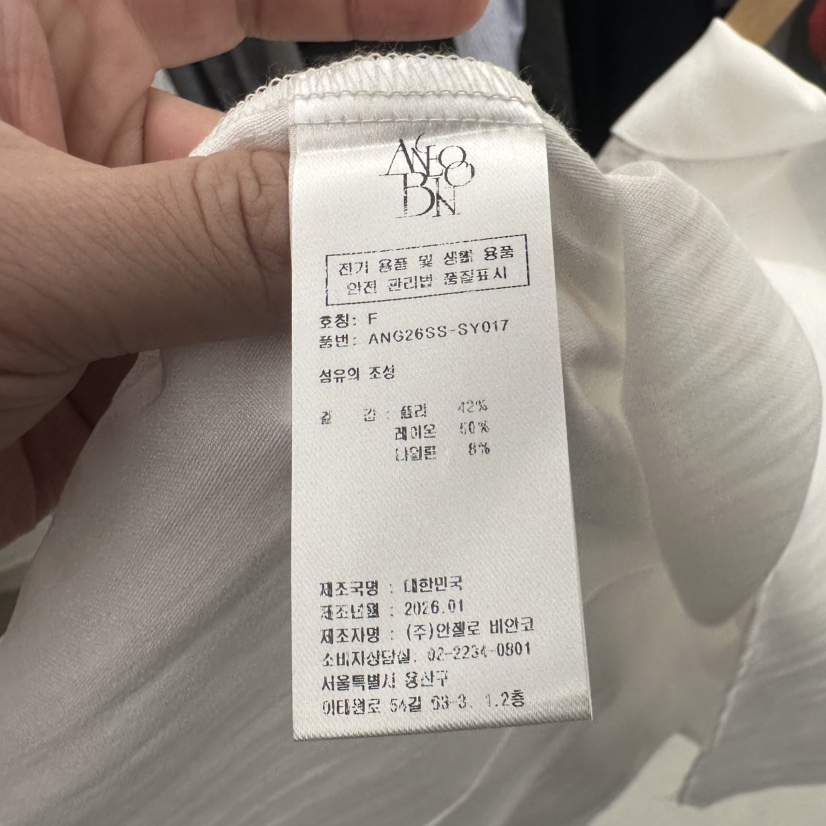 ANGELO
BIANCO
전기 용품 및 생활 용품
안전 관리법 품질표시
호칭: F
품번: ANG26SS-SY017
섬유의 조성
겉 감 : 폴리 42%
레이온 50%
나일론 8%
제조국명 : 대한민국
제조년월 : 2026.01
제조자명 : (주)안젤로 비안코
소비자상담실. 02-2234-0801
서울특별시 용산구
이태원로 54길 63-3. 1.2층